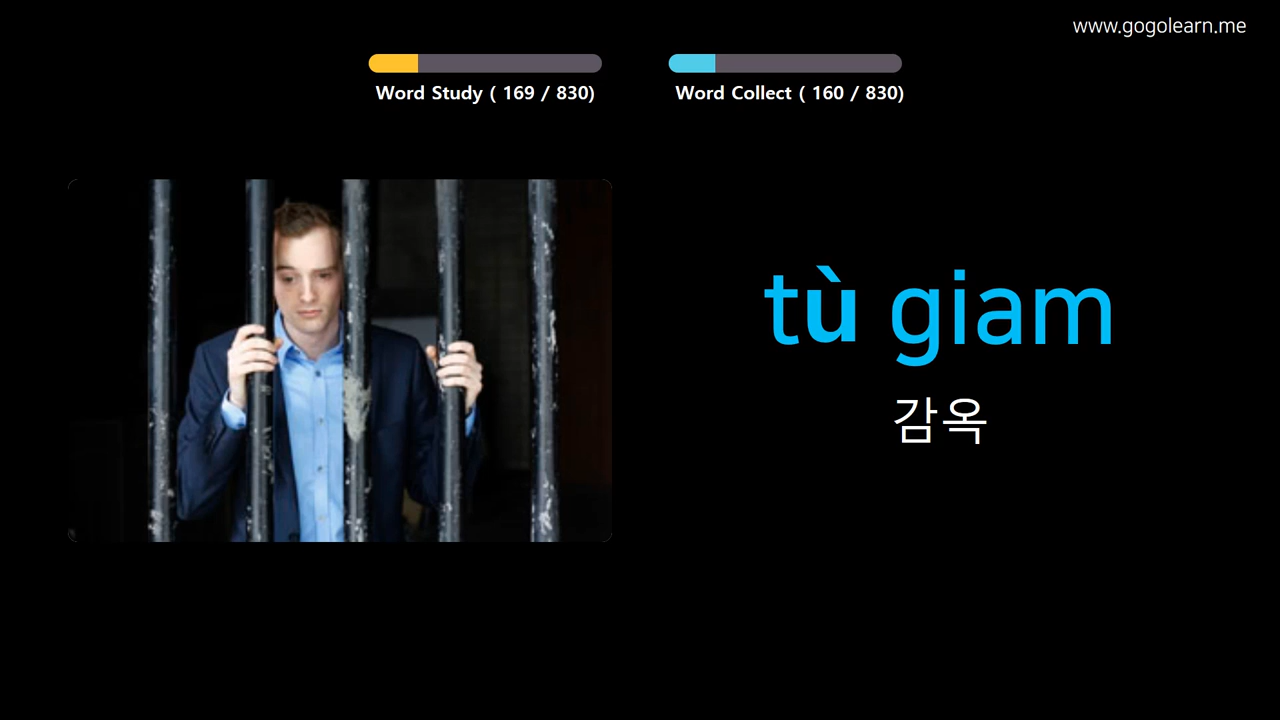 www.gogolearn.me
Word Study ( 169 / 830)
Word Collect ( 160 / 830)
tù giam
감옥